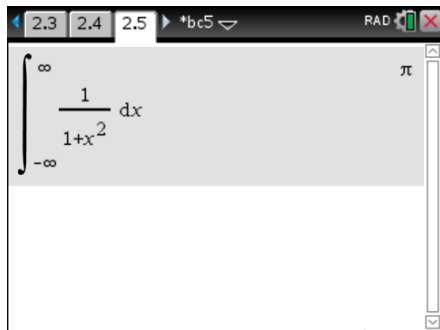 2.3 2.4 2.5 *bc5 RAD
∞
∫ 1/(1+x²) dx π
-∞